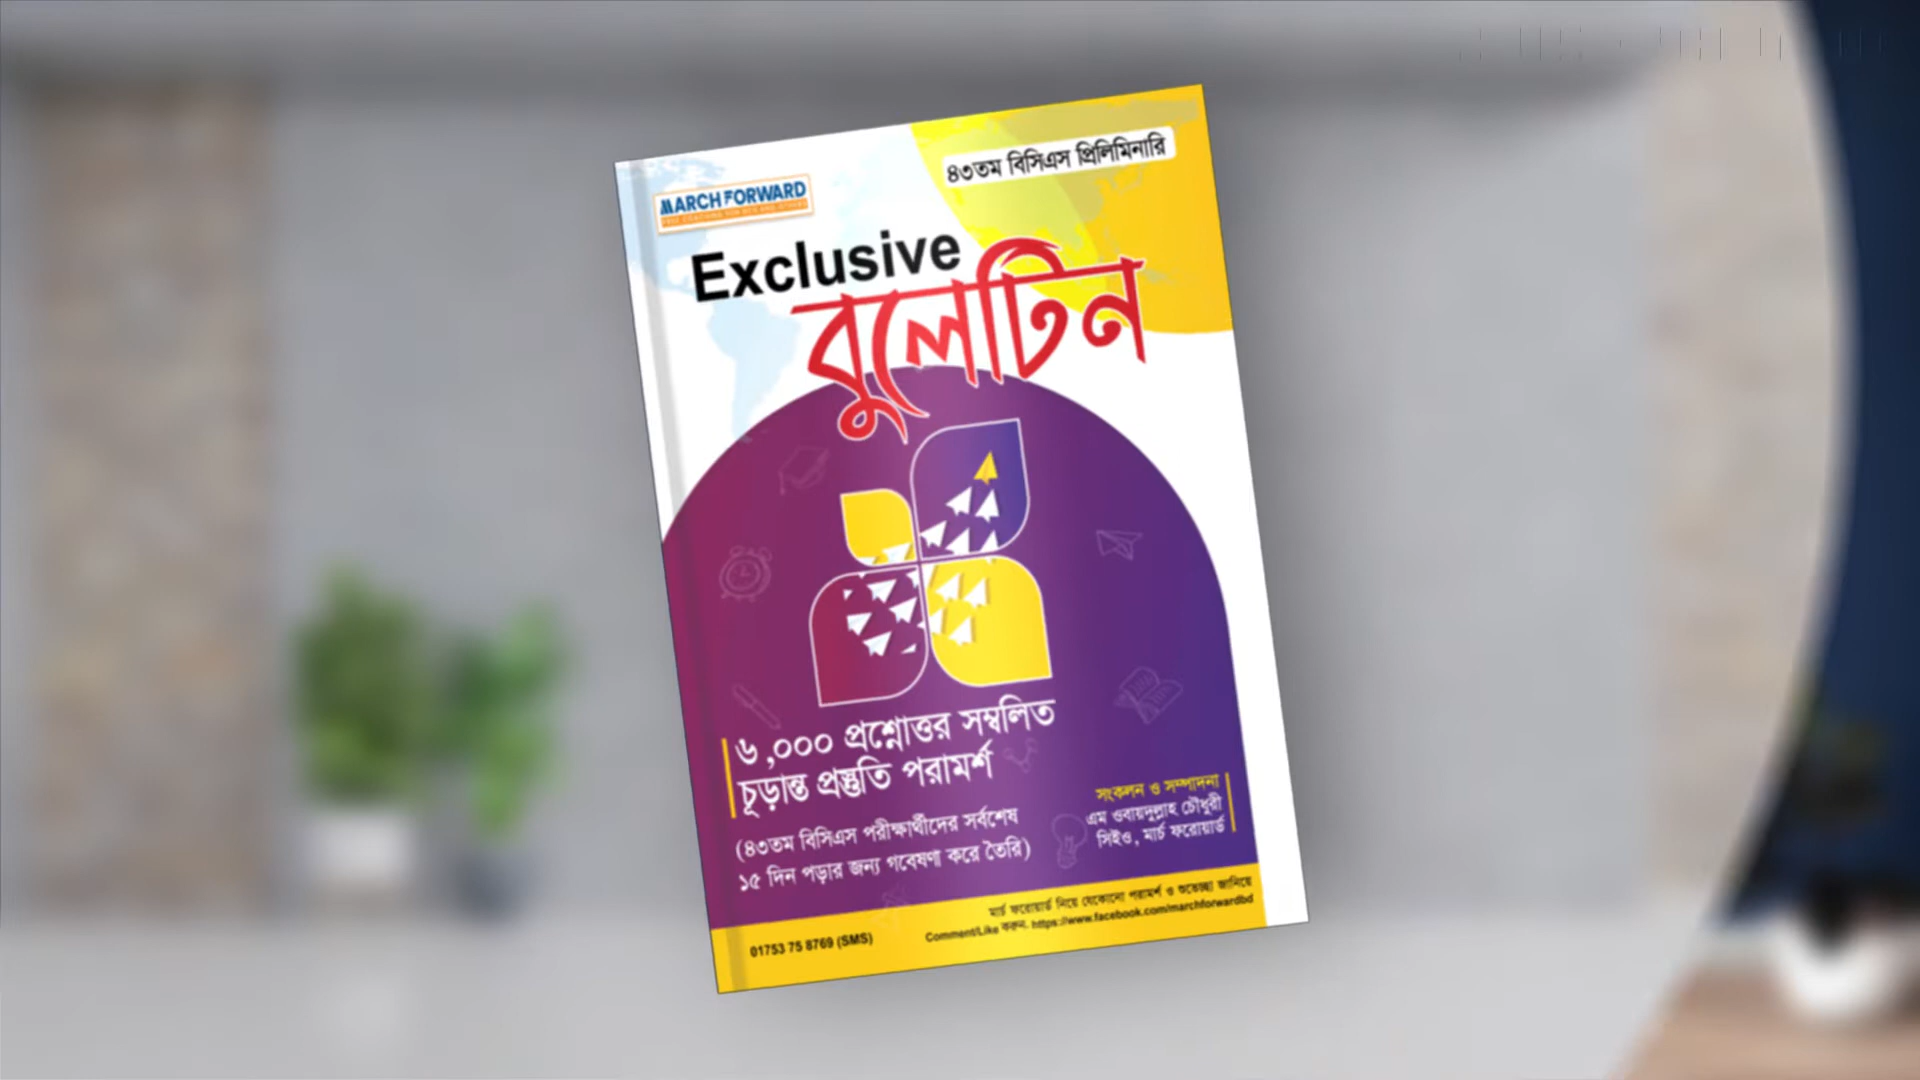 ৪৩তম বিসিএস প্রিলিমিনারি
MARCH FORWARD
Exclusive
বুলেটিন
৬,০০০ প্রশ্নোত্তর সম্বলিত
চূড়ান্ত প্রস্তুতি পরামর্শ
(৪৩তম বিসিএস পরীক্ষার্থীদের সর্বশেষ
১৫ দিন পড়ার জন্য গবেষণা করে তৈরি)
সংকলন ও সম্পাদনা
এম ওবায়দুল্লাহ চৌধুরী
সিইও, মার্চ ফরোয়ার্ড
মার্চ ফরোয়ার্ড নিয়ে যেকোনো পরামর্শ ও শুভেচ্ছা জানিয়ে
Comment/Like করুন- https://www.facebook.com/marchforwardbd
01753 75 8769 (SMS)